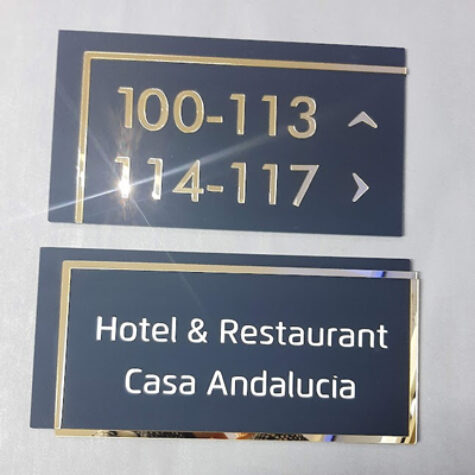 100-113 ^
114-117 >
Hotel & Restaurant
Casa Andalucia